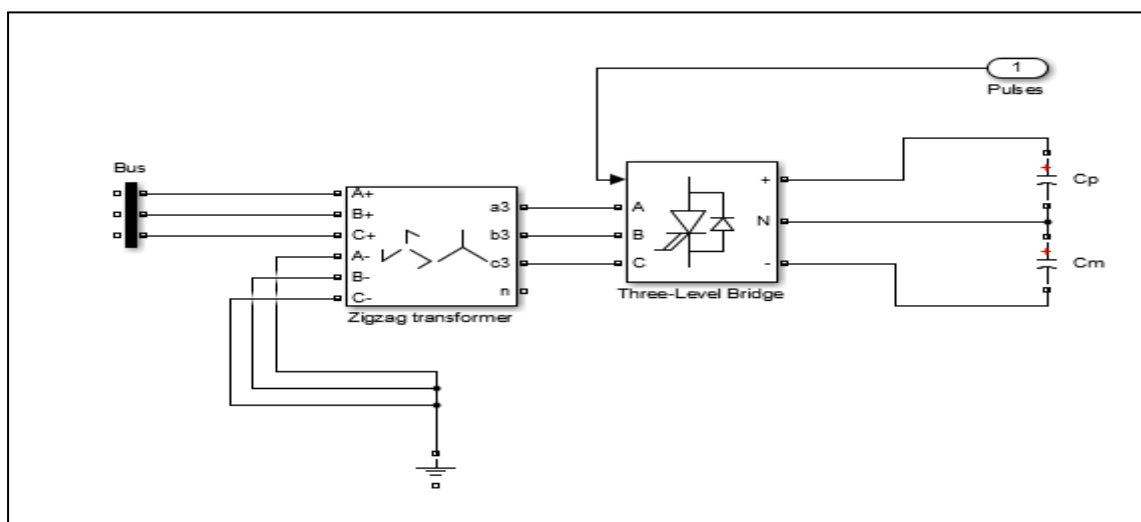 1
Pulses
Bus
A+
B+
C+
A-
B-
C-
a3
b3
c3
n
Zigzag transformer
A
B
C
+
N
-
Three-Level Bridge
+
Cp
+
Cm